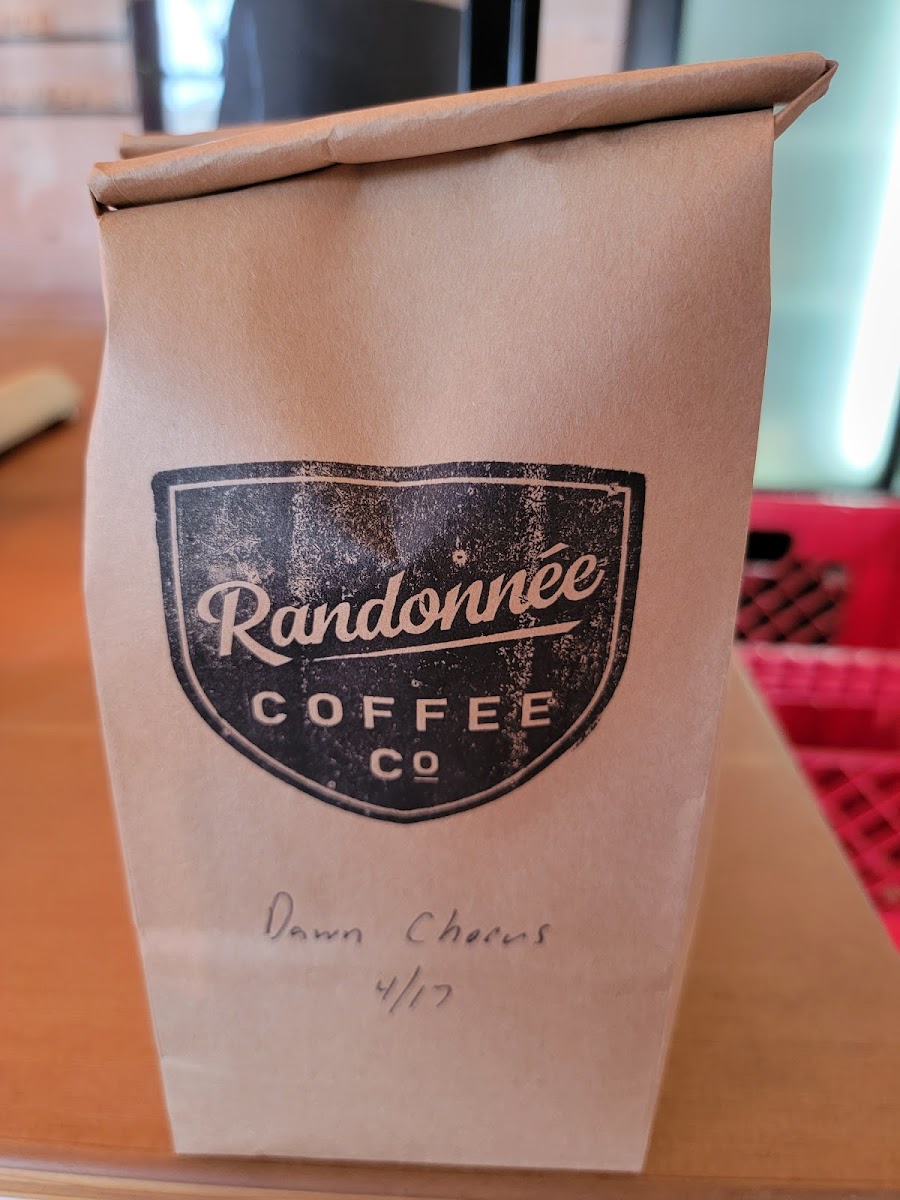 Randonnée
COFFEE
Co
Dawn Chorus
4/17